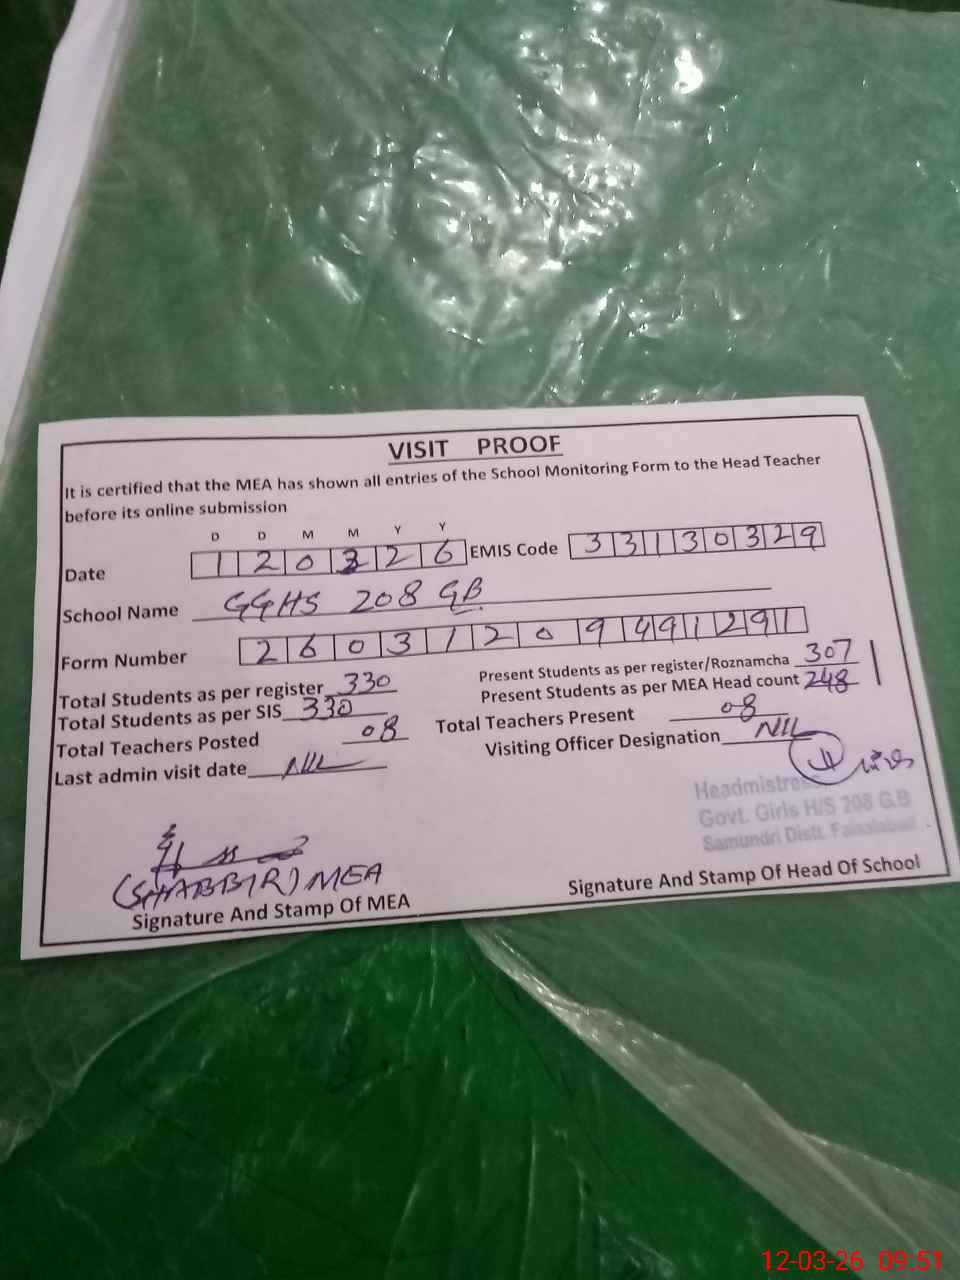 VISIT PROOF
It is certified that the MEA has shown all entries of the School Monitoring Form to the Head Teacher
before its online submission
D D M M Y Y
Date 1 2 0 3 2 6 EMIS Code 3 3 1 3 0 3 2 9
School Name GGHS 208 GB
Form Number 2 6 0 3 1 2 0 9 4 9 1 2 9 1
Total Students as per register 330 Present Students as per register/Roznamcha 307
Total Students as per SIS 330 Present Students as per MEA Head count 248
Total Teachers Posted 08 Total Teachers Present 08
Last admin visit date NIL Visiting Officer Designation NIL
Headmistress
Govt. Girls H/S 208 G.B
Samundri Distt. Faisalabad
(SHABBIR) MEA
Signature And Stamp Of MEA Signature And Stamp Of Head Of School
12-03-26 09:51